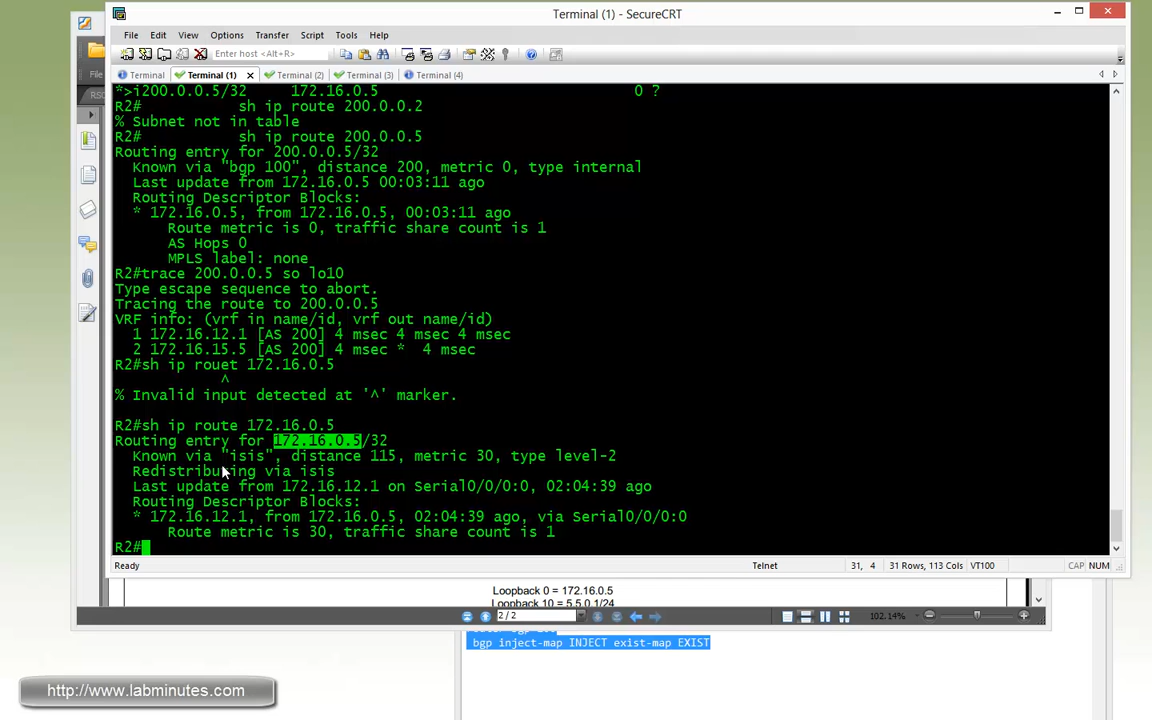 Terminal (1) - SecureCRT
File Edit View Options Transfer Script Tools Help
Enter host <Alt+R>
Terminal Terminal (1) Terminal (2) Terminal (3) Terminal (4)
*>i200.0.0.5/32 172.16.0.5 0 ?
R2# sh ip route 200.0.0.2
% Subnet not in table
R2# sh ip route 200.0.0.5
Routing entry for 200.0.0.5/32
Known via "bgp 100", distance 200, metric 0, type internal
Last update from 172.16.0.5 00:03:11 ago
Routing Descriptor Blocks:
* 172.16.0.5, from 172.16.0.5, 00:03:11 ago
Route metric is 0, traffic share count is 1
AS Hops 0
MPLS label: none
R2#trace 200.0.0.5 so lo10
Type escape sequence to abort.
Tracing the route to 200.0.0.5
VRF info: (vrf in name/id, vrf out name/id)
1 172.16.12.1 [AS 200] 4 msec 4 msec 4 msec
2 172.16.15.5 [AS 200] 4 msec * 4 msec
R2#sh ip rouet 172.16.0.5
^
% Invalid input detected at '^' marker.
R2#sh ip route 172.16.0.5
Routing entry for 172.16.0.5/32
Known via "isis", distance 115, metric 30, type level-2
Redistributing via isis
Last update from 172.16.12.1 on Serial0/0/0:0, 02:04:39 ago
Routing Descriptor Blocks:
* 172.16.12.1, from 172.16.0.5, 02:04:39 ago, via Serial0/0/0:0
Route metric is 30, traffic share count is 1
R2#
Ready Telnet 31, 4 31 Rows, 113 Cols VT100 CAP NUM
Loopback 0 = 172.16.0.5
Loopback 10 = 5.5.0.1/24
2 / 2 102.14%
bgp inject-map INJECT exist-map EXIST
http://www.labminutes.com